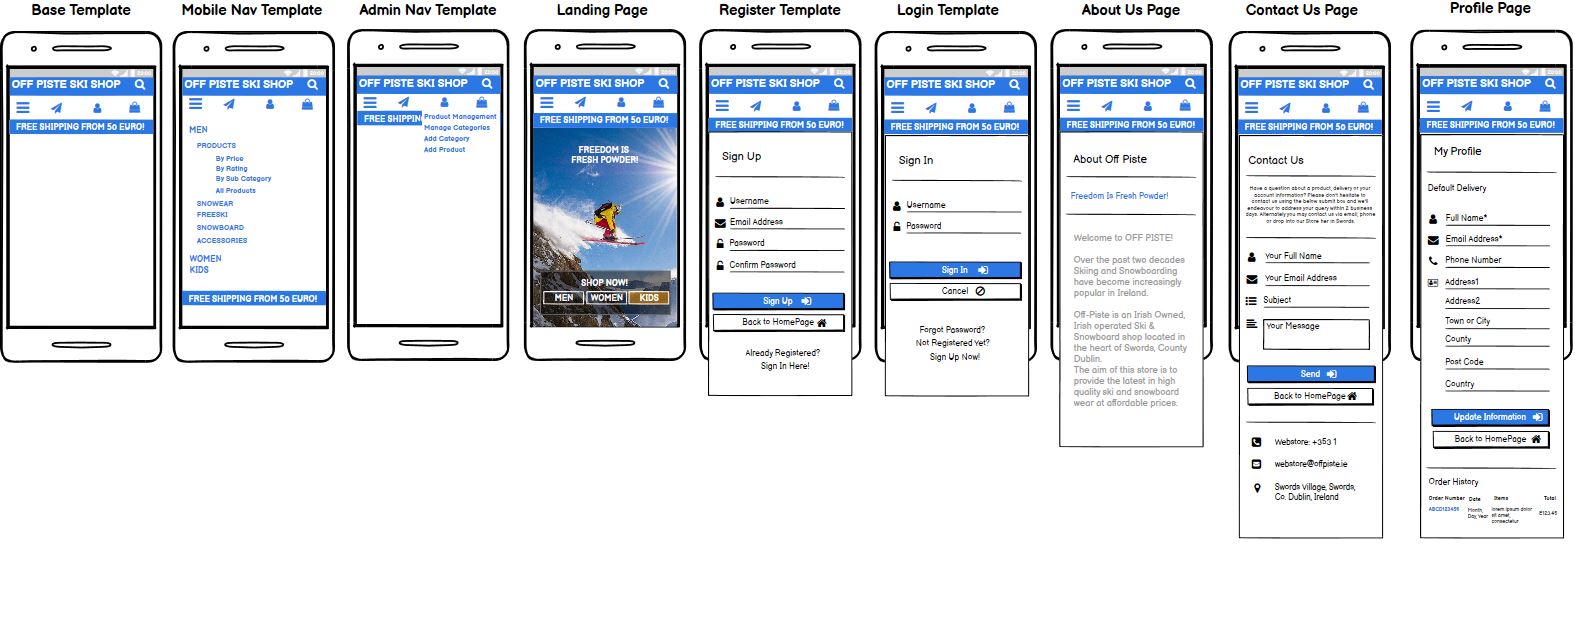 Base Template
OFF PISTE SKI SHOP
FREE SHIPPING FROM 50 EURO!
Mobile Nav Template
OFF PISTE SKI SHOP
MEN
PRODUCTS
By Price
By Rating
By Sub Category
All Products
SNOWEAR
FREESKI
SNOWBOARD
ACCESSORIES
WOMEN
KIDS
FREE SHIPPING FROM 50 EURO!
Admin Nav Template
OFF PISTE SKI SHOP
FREE SHIPPIN
Product Management
Manage Categories
Add Category
Add Product
Landing Page
OFF PISTE SKI SHOP
FREE SHIPPING FROM 50 EURO!
FREEDOM IS
FRESH POWDER!
SHOP NOW!
MEN WOMEN KIDS
Register Template
OFF PISTE SKI SHOP
FREE SHIPPING FROM 50 EURO!
Sign Up
Username
Email Address
Password
Confirm Password
Sign Up
Back to HomePage
Already Registered?
Sign In Here!
Login Template
OFF PISTE SKI SHOP
FREE SHIPPING FROM 50 EURO!
Sign In
Username
Password
Sign In
Cancel
Forgot Password?
Not Registered Yet?
Sign Up Now!
About Us Page
OFF PISTE SKI SHOP
FREE SHIPPING FROM 50 EURO!
About Off Piste
Freedom Is Fresh Powder!
Welcome to OFF PISTE!
Over the past two decades
Skiing and Snowboarding
have become increasingly
popular in Ireland.
Off-Piste is an Irish Owned,
Irish operated Ski &
Snowboard shop located in
the heart of Swords, County
Dublin.
The aim of this store is to
provide the latest in high
quality ski and snowboard
wear at affordable prices.
Contact Us Page
OFF PISTE SKI SHOP
FREE SHIPPING FROM 50 EURO!
Contact Us
Have a question about a product, delivery or your
account information? Please don't hesitate to
contact us using the below submit box and we'll
endeavour to address your query within 2 business
days. Alternately you may contact us via email, phone
or drop into our Store her in Swords.
Your Full Name
Your Email Address
Subject
Your Message
Send
Back to HomePage
Webstore: +353 1
webstore@offpiste.ie
Swords Village, Swords,
Co. Dublin, Ireland
Profile Page
OFF PISTE SKI SHOP
FREE SHIPPING FROM 50 EURO!
My Profile
Default Delivery
Full Name*
Email Address*
Phone Number
Address1
Address2
Town or City
County
Post Code
Country
Update Information
Back to HomePage
Order History
Order Number Date Items Total
ABCD123456 Month, Day, Year lorem ipsum dolor sit amet, consectetur £123.45